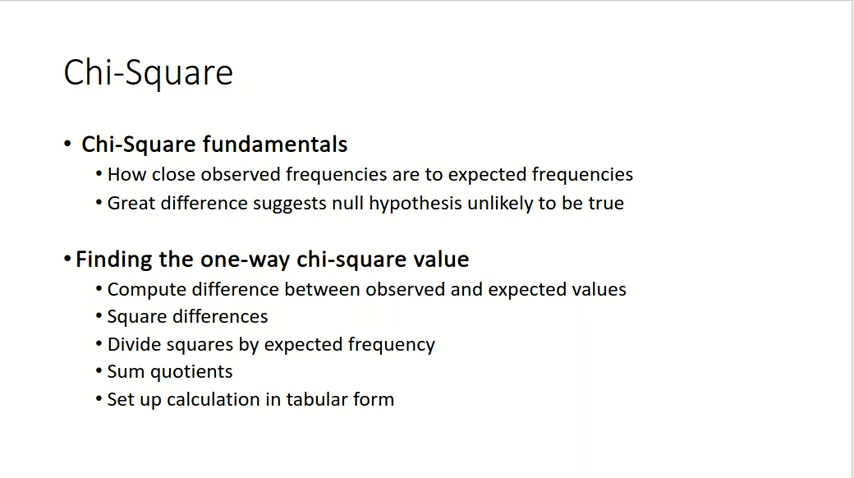 Chi-Square
• Chi-Square fundamentals
• How close observed frequencies are to expected frequencies
• Great difference suggests null hypothesis unlikely to be true
• Finding the one-way chi-square value
• Compute difference between observed and expected values
• Square differences
• Divide squares by expected frequency
• Sum quotients
• Set up calculation in tabular form